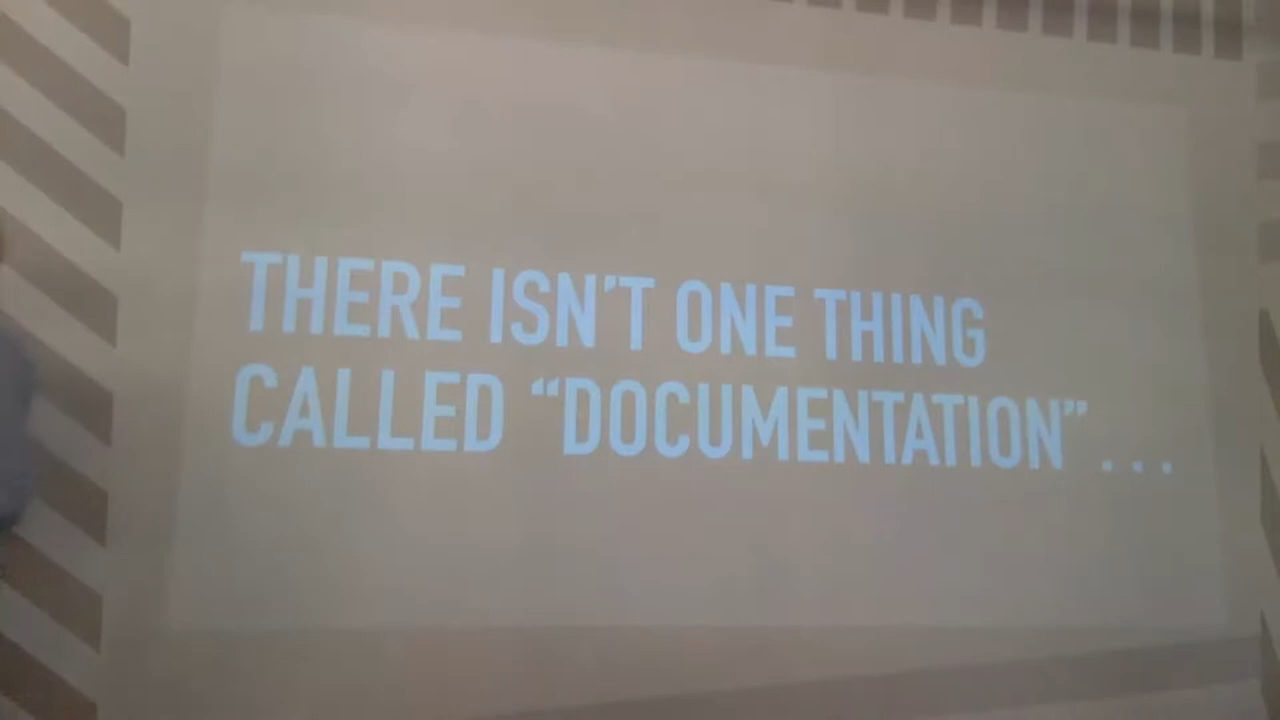 THERE ISN'T ONE THING
CALLED “DOCUMENTATION” ...